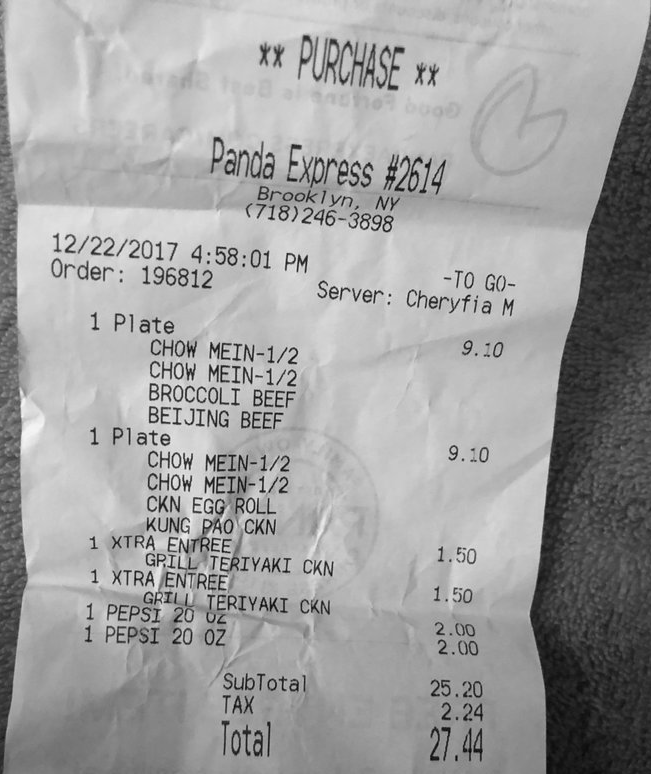 ** PURCHASE **
Panda Express #2614
Brooklyn, NY
(718)246-3898
12/22/2017 4:58:01 PM
-TO GO-
Order: 196812 Server: Cheryfia M
1 Plate 9.10
CHOW MEIN-1/2
CHOW MEIN-1/2
BROCCOLI BEEF
BEIJING BEEF
1 Plate 9.10
CHOW MEIN-1/2
CHOW MEIN-1/2
CKN EGG ROLL
KUNG PAO CKN
1 XTRA ENTREE 1.50
GRILL TERIYAKI CKN
1 XTRA ENTREE 1.50
GRILL TERIYAKI CKN
1 PEPSI 20 OZ 2.00
1 PEPSI 20 OZ 2.00
SubTotal 25.20
TAX 2.24
Total 27.44